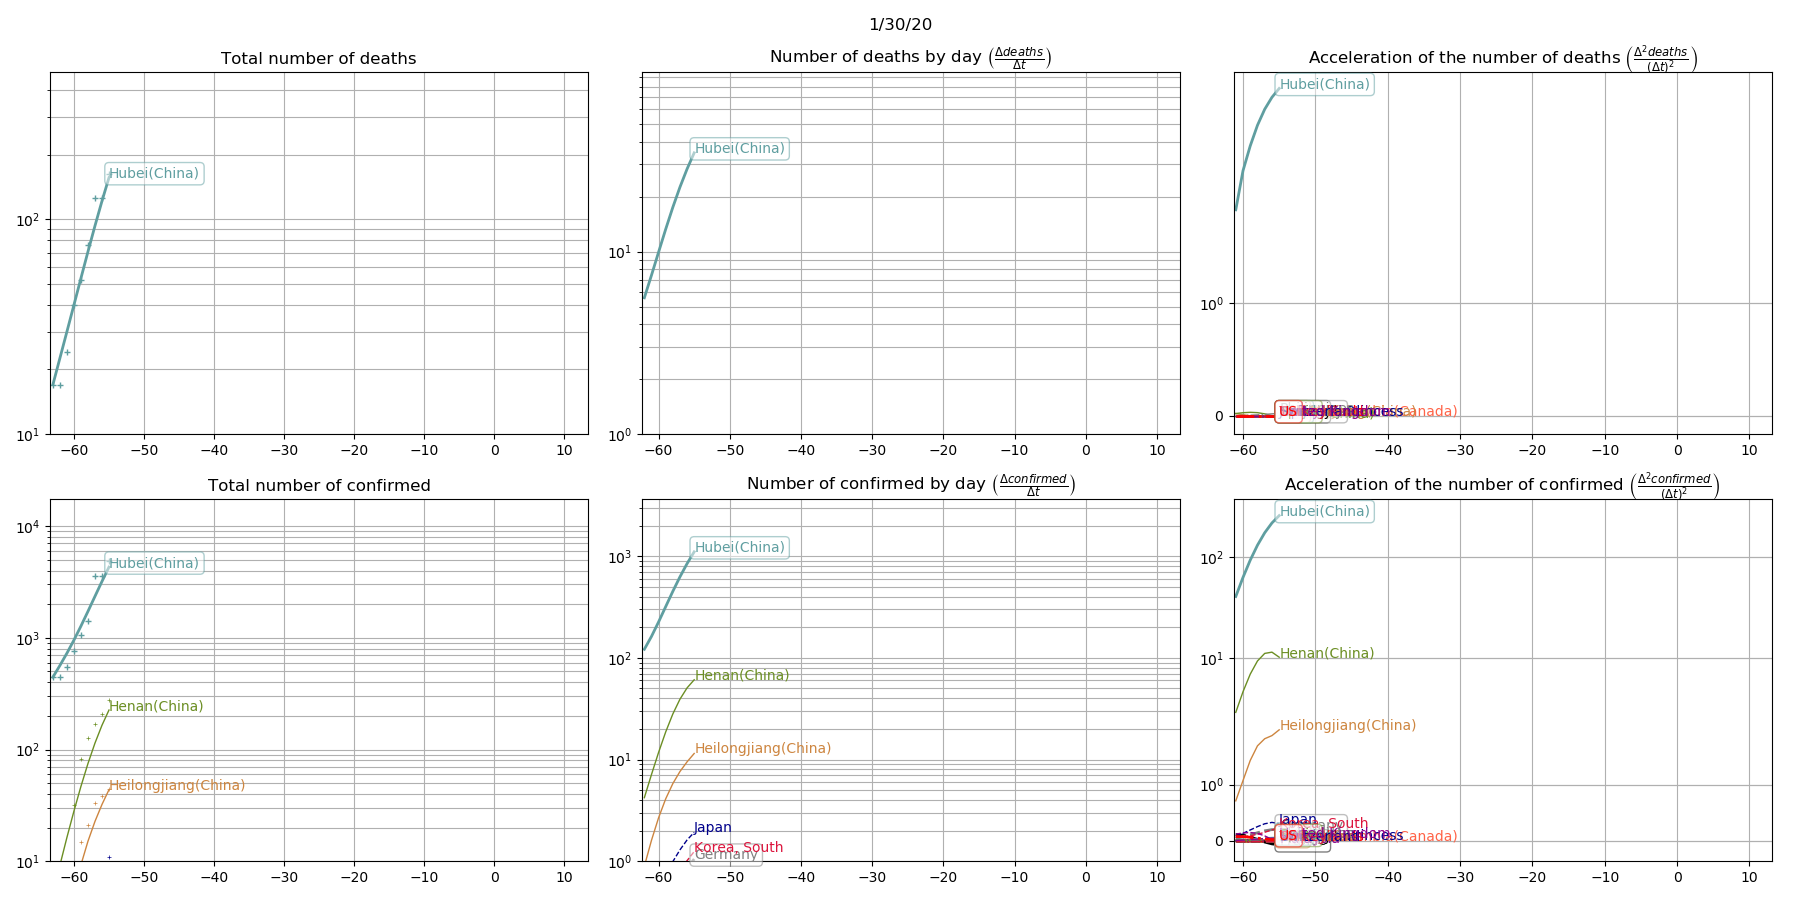 1/30/20
Total number of deaths
Hubei(China)
10²
10¹
−60 −50 −40 −30 −20 −10 0 10
Number of deaths by day (Δdeaths/Δt)
Hubei(China)
10¹
10⁰
−60 −50 −40 −30 −20 −10 0 10
Acceleration of the number of deaths (Δ²deaths/(Δt)²)
Hubei(China)
10⁰
0
US
(Canada)
−60 −50 −40 −30 −20 −10 0 10
Total number of confirmed
10⁴
Hubei(China)
10³
Henan(China)
10²
Heilongjiang(China)
10¹
−60 −50 −40 −30 −20 −10 0 10
Number of confirmed by day (Δconfirmed/Δt)
Hubei(China)
10³
Henan(China)
10²
Heilongjiang(China)
10¹
Japan
Korea, South
Germany
10⁰
−60 −50 −40 −30 −20 −10 0 10
Acceleration of the number of confirmed (Δ²confirmed/(Δt)²)
Hubei(China)
10²
Henan(China)
10¹
Heilongjiang(China)
10⁰
Japan
South
US
(Canada)
0
−60 −50 −40 −30 −20 −10 0 10